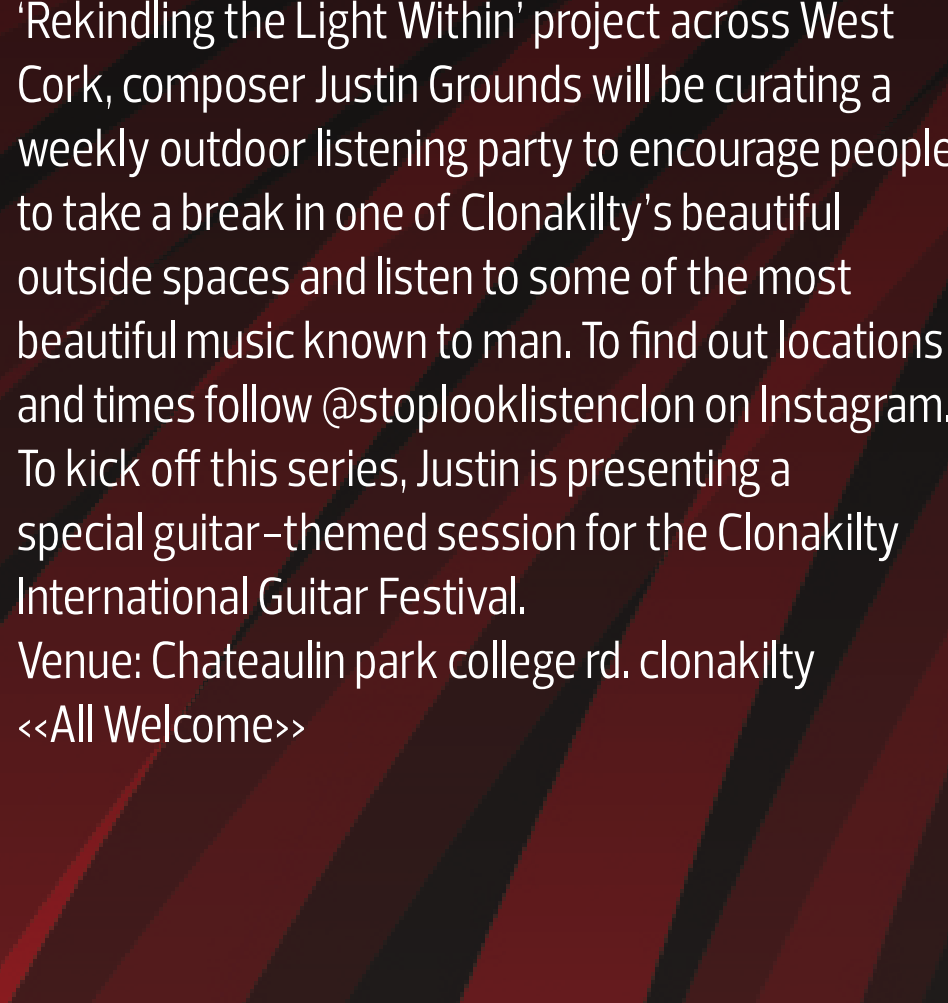 ‘Rekindling the Light Within’ project across West
Cork, composer Justin Grounds will be curating a
weekly outdoor listening party to encourage people
to take a break in one of Clonakilty’s beautiful
outside spaces and listen to some of the most
beautiful music known to man. To find out locations
and times follow @stoplooklistenclon on Instagram.
To kick off this series, Justin is presenting a
special guitar-themed session for the Clonakilty
International Guitar Festival.
Venue: Chateaulin park college rd. clonakilty
<<All Welcome>>